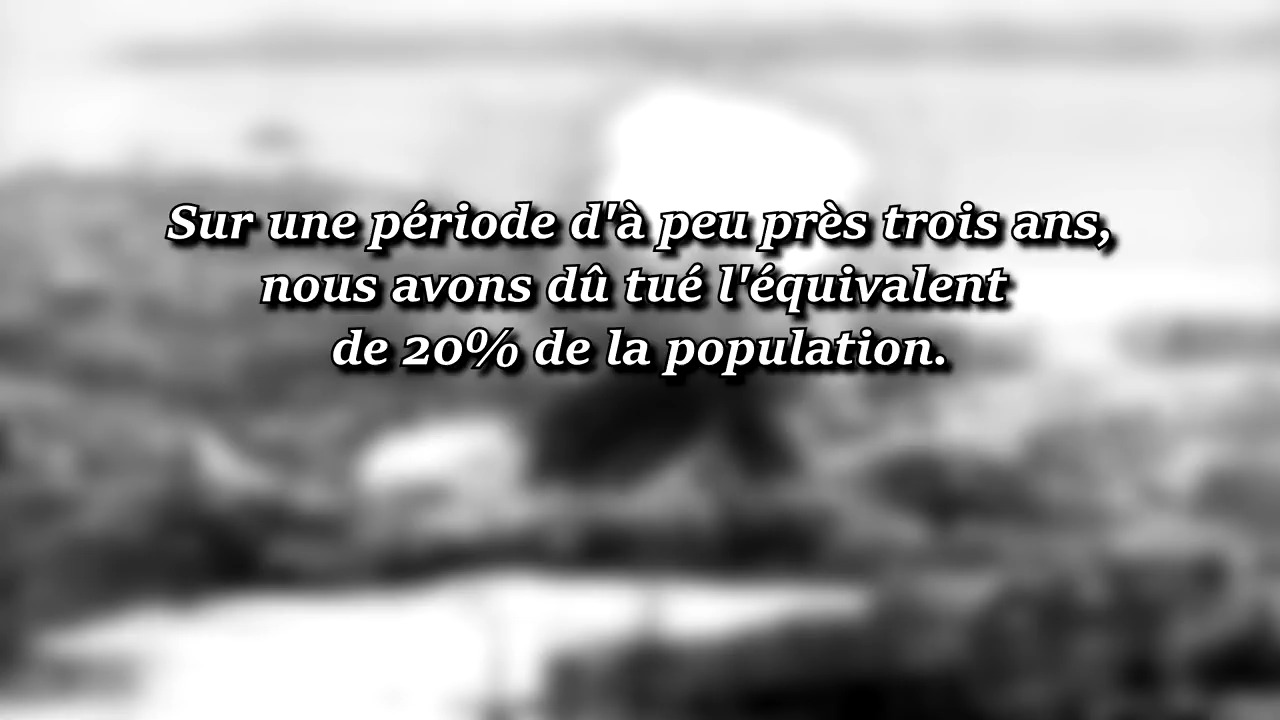 Sur une période d'à peu près trois ans,
nous avons dû tué l'équivalent
de 20% de la population.